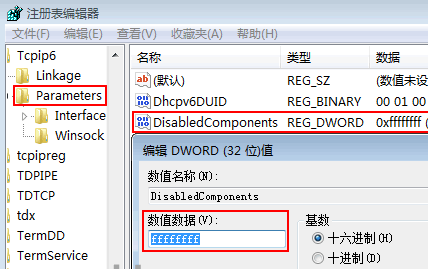 注册表编辑器
文件(F) 编辑(E) 查看(V) 收藏夹(A) 帮助(H)
Tcpip6
Linkage
Parameters
Interface
Winsock
tcpipreg
TDPIPE
TDTCP
tdx
TermDD
TermService
名称 类型 数据
(默认) REG_SZ (数值未设
Dhcpv6DUID REG_BINARY 00 01 00
DisabledComponents REG_DWORD 0xffffffff (
编辑 DWORD (32 位)值
数值名称(N):
DisabledComponents
数值数据(V):
ffffffff
基数
十六进制(H)
十进制(D)